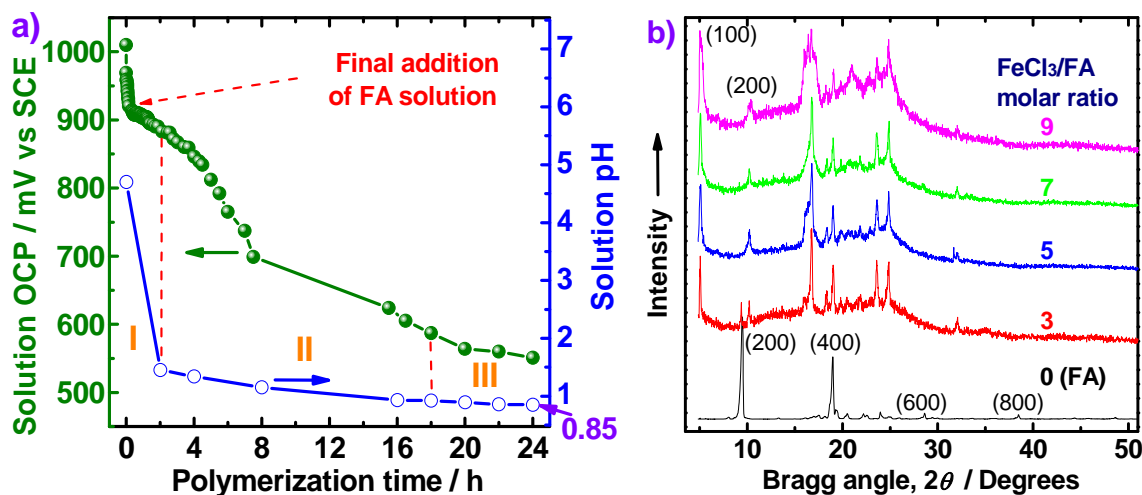 a)
Solution OCP / mV vs SCE
1000
900
800
700
600
500
Final addition
of FA solution
I
II
III
7
6
5
4
3
2
1
0.85
Solution pH
0
4
8
12
16
20
24
Polymerization time / h
b)
Intensity
(100)
(200)
FeCl₃/FA
molar ratio
9
7
5
3
(200)
(400)
0 (FA)
(600)
(800)
10
20
30
40
50
Bragg angle, 2θ / Degrees